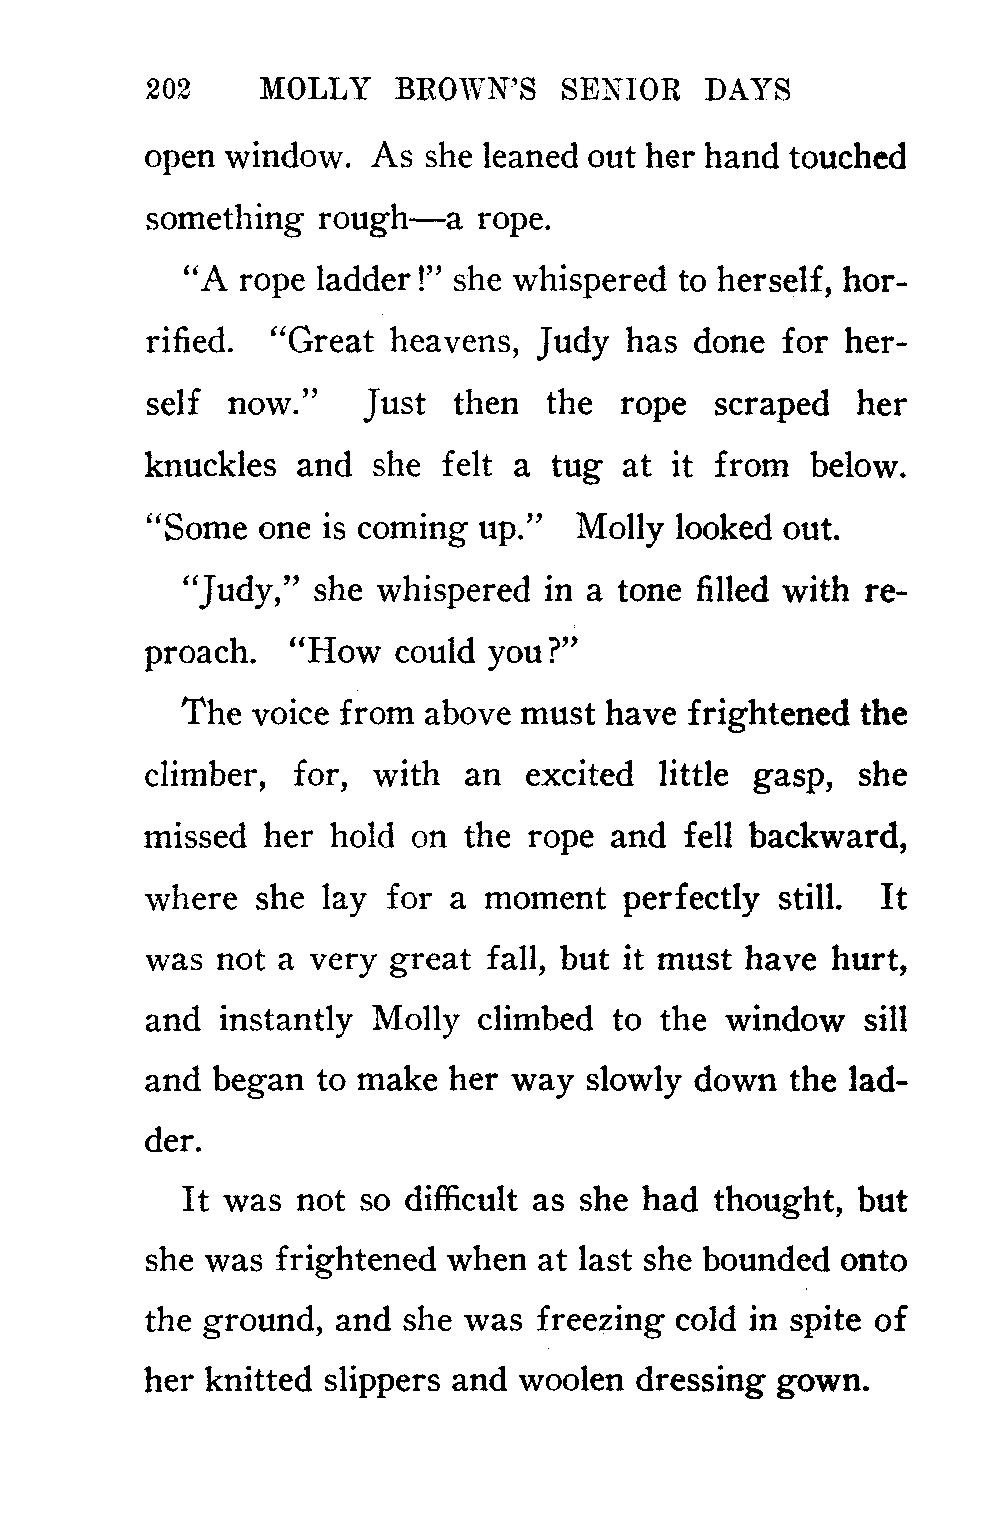 202 MOLLY BROWN'S SENIOR DAYS
open window. As she leaned out her hand touched
something rough—a rope.
“A rope ladder!” she whispered to herself, hor-
rified. “Great heavens, Judy has done for her-
self now.” Just then the rope scraped her
knuckles and she felt a tug at it from below.
“Some one is coming up.” Molly looked out.
“Judy,” she whispered in a tone filled with re-
proach. “How could you?”
The voice from above must have frightened the
climber, for, with an excited little gasp, she
missed her hold on the rope and fell backward,
where she lay for a moment perfectly still. It
was not a very great fall, but it must have hurt,
and instantly Molly climbed to the window sill
and began to make her way slowly down the lad-
der.
It was not so difficult as she had thought, but
she was frightened when at last she bounded onto
the ground, and she was freezing cold in spite of
her knitted slippers and woolen dressing gown.